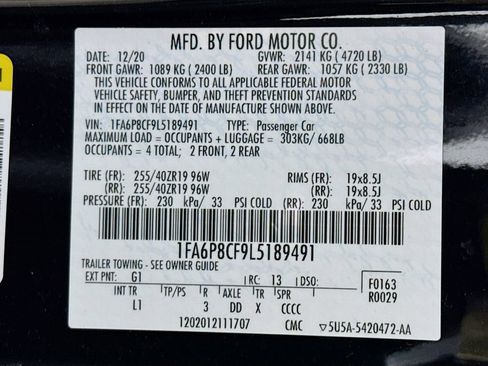 MFD. BY FORD MOTOR CO.
DATE: 12/20 GVWR: 2141 KG ( 4720 LB)
FRONT GAWR: 1089 KG ( 2400 LB) REAR GAWR: 1057 KG ( 2330 LB)
THIS VEHICLE CONFORMS TO ALL APPLICABLE FEDERAL MOTOR
VEHICLE SAFETY, BUMPER, AND THEFT PREVENTION STANDARDS
IN EFFECT ON THE DATE OF MANUFACTURE SHOWN ABOVE.
VIN: 1FA6P8CF9L5189491 TYPE: Passenger Car
MAXIMUM LOAD = OCCUPANTS + LUGGAGE = 303KG/ 668LB
OCCUPANTS = 4 TOTAL; 2 FRONT, 2 REAR
TIRE (FR): 255/40ZR19 96W RIMS (FR): 19x8.5J
(RR): 255/40ZR19 96W (RR): 19x8.5J
PRESSURE (FR): 230 kPa/ 33 PSI COLD (RR): 230 kPa/ 33 PSI COLD
1FA6P8CF9L5189491
TRAILER TOWING - SEE OWNER GUIDE
EXT PNT: G1 RC: 13 DSO: F0163
INT TR TP/PS R AXLE TR SPR R0029
L1 3 DD X CCCC
1202012111707 CMC 5U5A-5420472-AA